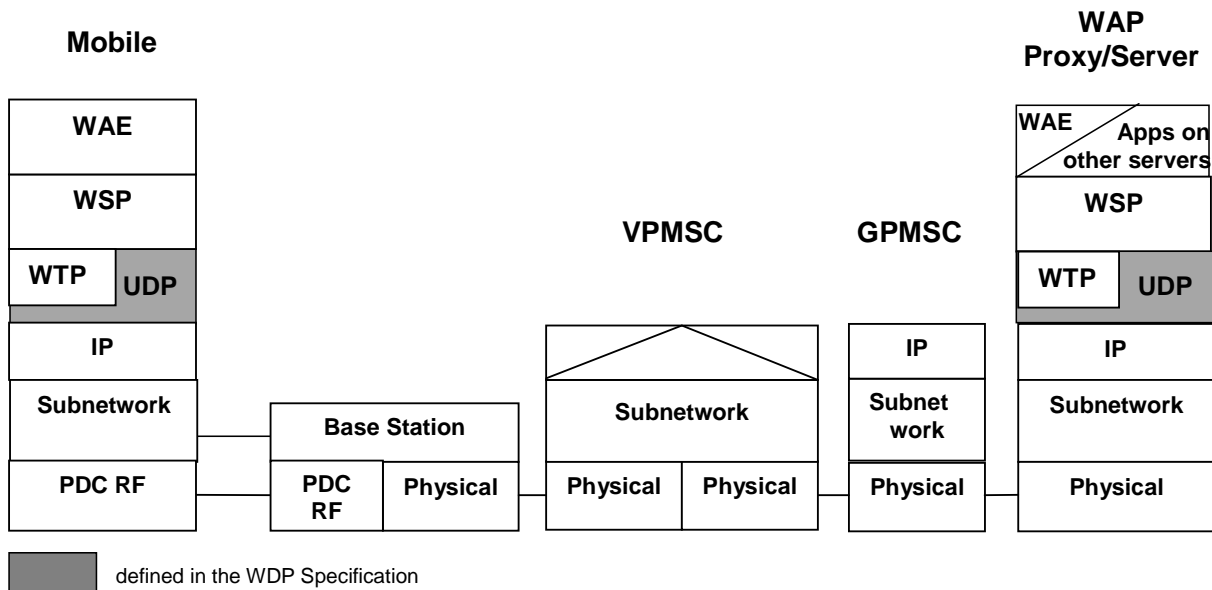 Mobile
WAP
Proxy/Server
WAE
WSP
WTP
UDP
IP
Subnetwork
PDC RF
Base Station
PDC
RF
Physical
VPMSC
Subnetwork
Physical
Physical
GPMSC
IP
Subnet
work
Physical
WAE
Apps on
other servers
WSP
WTP
UDP
IP
Subnetwork
Physical
defined in the WDP Specification